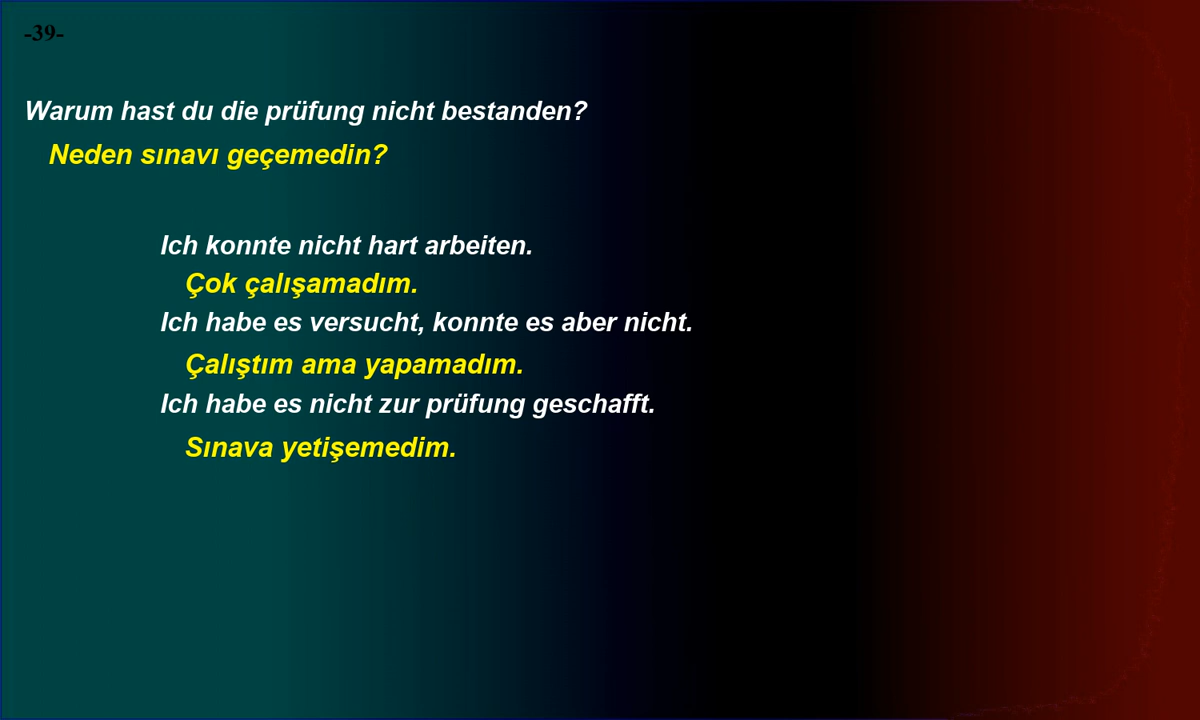 -39-
Warum hast du die prüfung nicht bestanden?
Neden sınavı geçemedin?
Ich konnte nicht hart arbeiten.
Çok çalışamadım.
Ich habe es versucht, konnte es aber nicht.
Çalıştım ama yapamadım.
Ich habe es nicht zur prüfung geschafft.
Sınava yetişemedim.